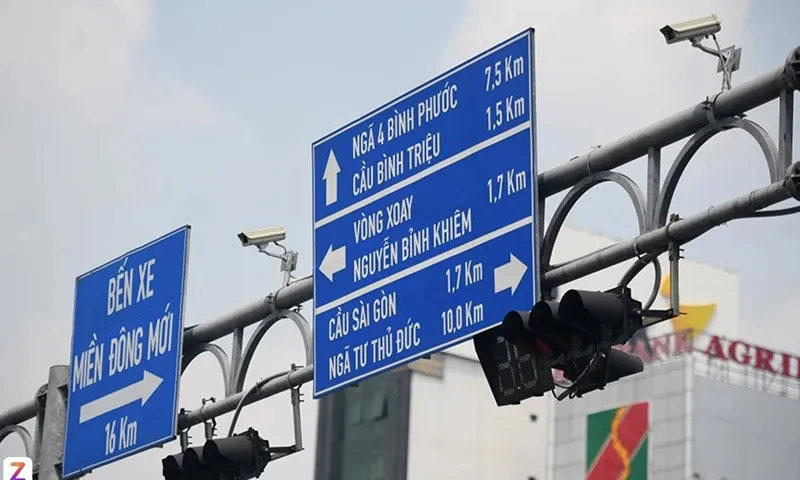 BẾN XE
MIỀN ĐÔNG MỚI
16 Km
NGÃ 4 BÌNH PHƯỚC 7,5 Km
CẦU BÌNH TRIỆU 1,5 Km
VÒNG XOAY
NGUYỄN BỈNH KHIÊM 1,7 Km
CẦU SÀI GÒN 1,7 Km
NGÃ TƯ THỦ ĐỨC 10,0 Km
BANK AGRIB
Z